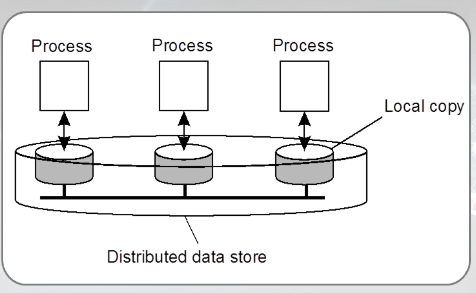 Process Process Process
Local copy
Distributed data store